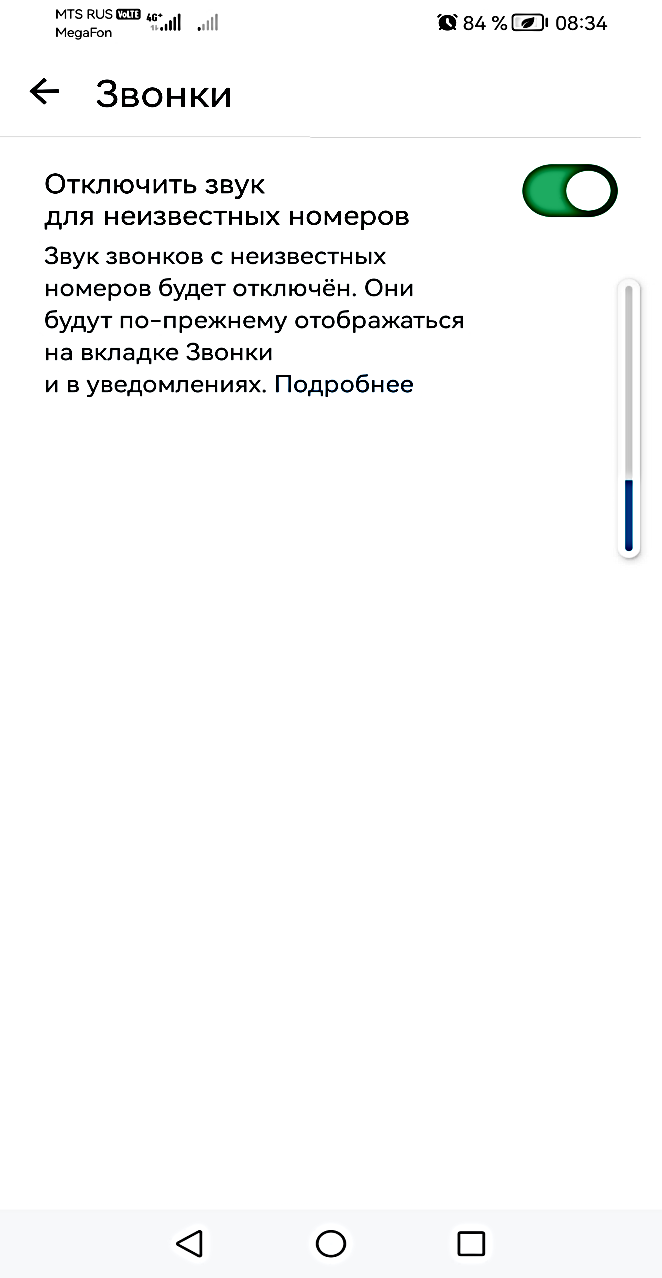 MTS RUS VoLTE 4G+
MegaFon
84 % 08:34
Звонки
Отключить звук
для неизвестных номеров
Звук звонков с неизвестных
номеров будет отключён. Они
будут по-прежнему отображаться
на вкладке Звонки
и в уведомлениях. Подробнее